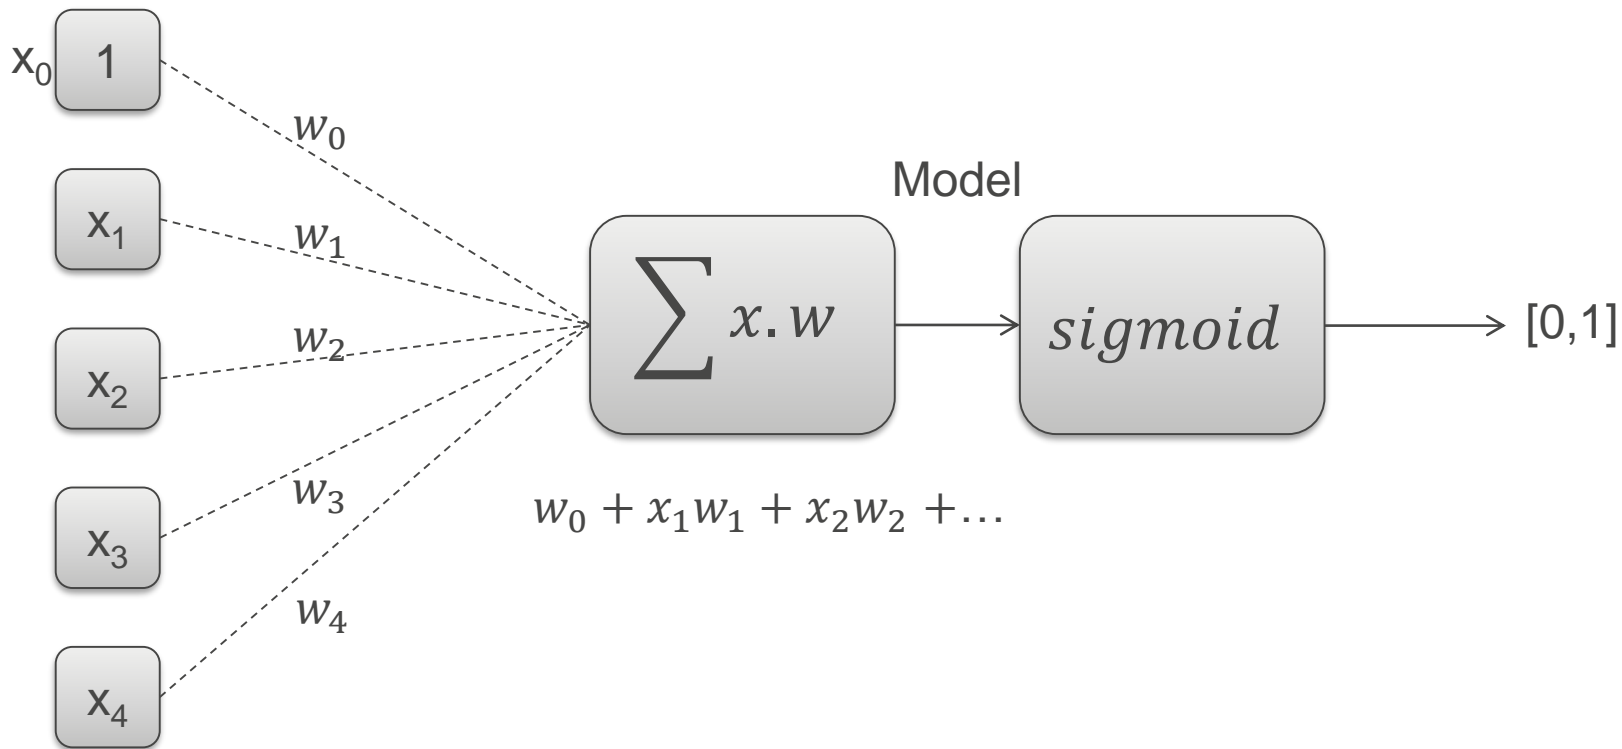 x₀ 1
w₀
x₁
w₁
Model
x₂
w₂
∑ x.w
sigmoid
[0,1]
x₃
w₃
w₀ + x₁w₁ + x₂w₂ +…
x₄
w₄